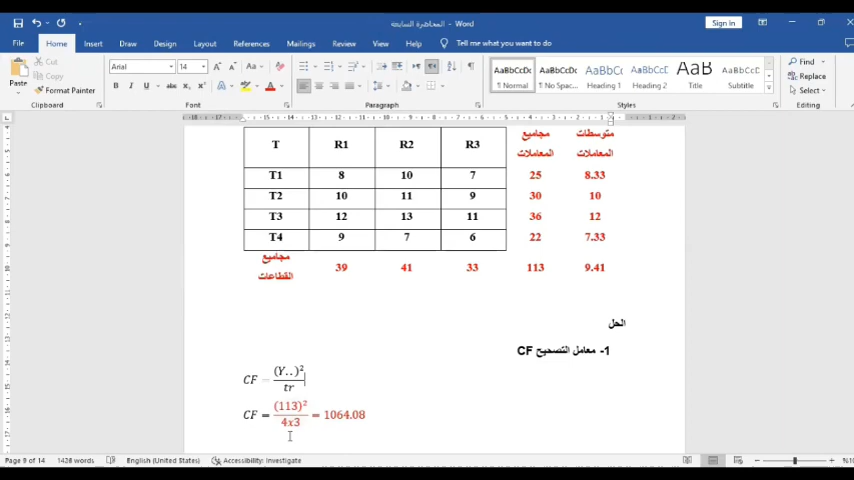 المحاضرة السابعة - Word
Sign In
File Home Insert Draw Design Layout References Mailings Review View Help Tell me what you want to do
Paste
Cut
Copy
Format Painter
Arial 14
B I U
AaBbCcDc AaBbCcDc AaBbCc AaBbCcD AaB AaBbCcD
¶ Normal ¶ No Spac... Heading 1 Heading 2 Title Subtitle
Find
Replace
Select
Clipboard Font Paragraph Styles Editing
T R1 R2 R3 مجاميع المعاملات متوسطات المعاملات
T1 8 10 7 25 8.33
T2 10 11 9 30 10
T3 12 13 11 36 12
T4 9 7 6 22 7.33
مجاميع القطاعات 39 41 33 113 9.41
الحل
1- معامل التصحيح CF
CF = (Y..)² / tr
CF = (113)² / 4x3 = 1064.08
Page 9 of 14 1428 words English (United States) Accessibility: Investigate